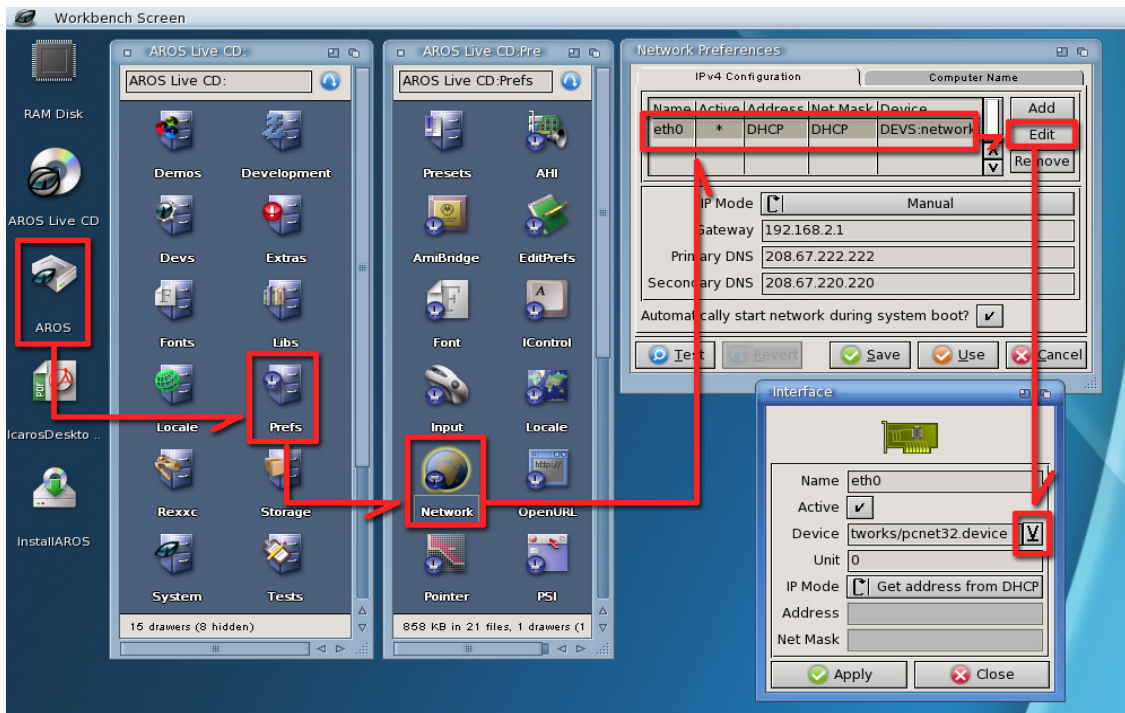 Workbench Screen
RAM Disk
AROS Live CD
AROS
PDF
IcarosDeskto ..
InstallAROS
AROS Live CD:
AROS Live CD:
Demos Development
Devs Extras
Fonts Libs
Locale Prefs
Rexxc Storage
System Tests
15 drawers (8 hidden)
AROS Live CD:Pre
AROS Live CD:Prefs
Presets AHI
AmiBridge EditPrefs
Font IControl
Input Locale
http://
Network OpenURL
Pointer PSI
858 KB in 21 files, 1 drawers (1
Network Preferences
IPv4 Configuration Computer Name
Name Active Address Net Mask Device Add
eth0 * DHCP DHCP DEVS:network Edit
Remove
IP Mode Manual
Gateway 192.168.2.1
Primary DNS 208.67.222.222
Secondary DNS 208.67.220.220
Automatically start network during system boot?
Test Revert Save Use Cancel
Interface
Name eth0
Active
Device tworks/pcnet32.device
Unit 0
IP Mode Get address from DHCP
Address
Net Mask
Apply Close